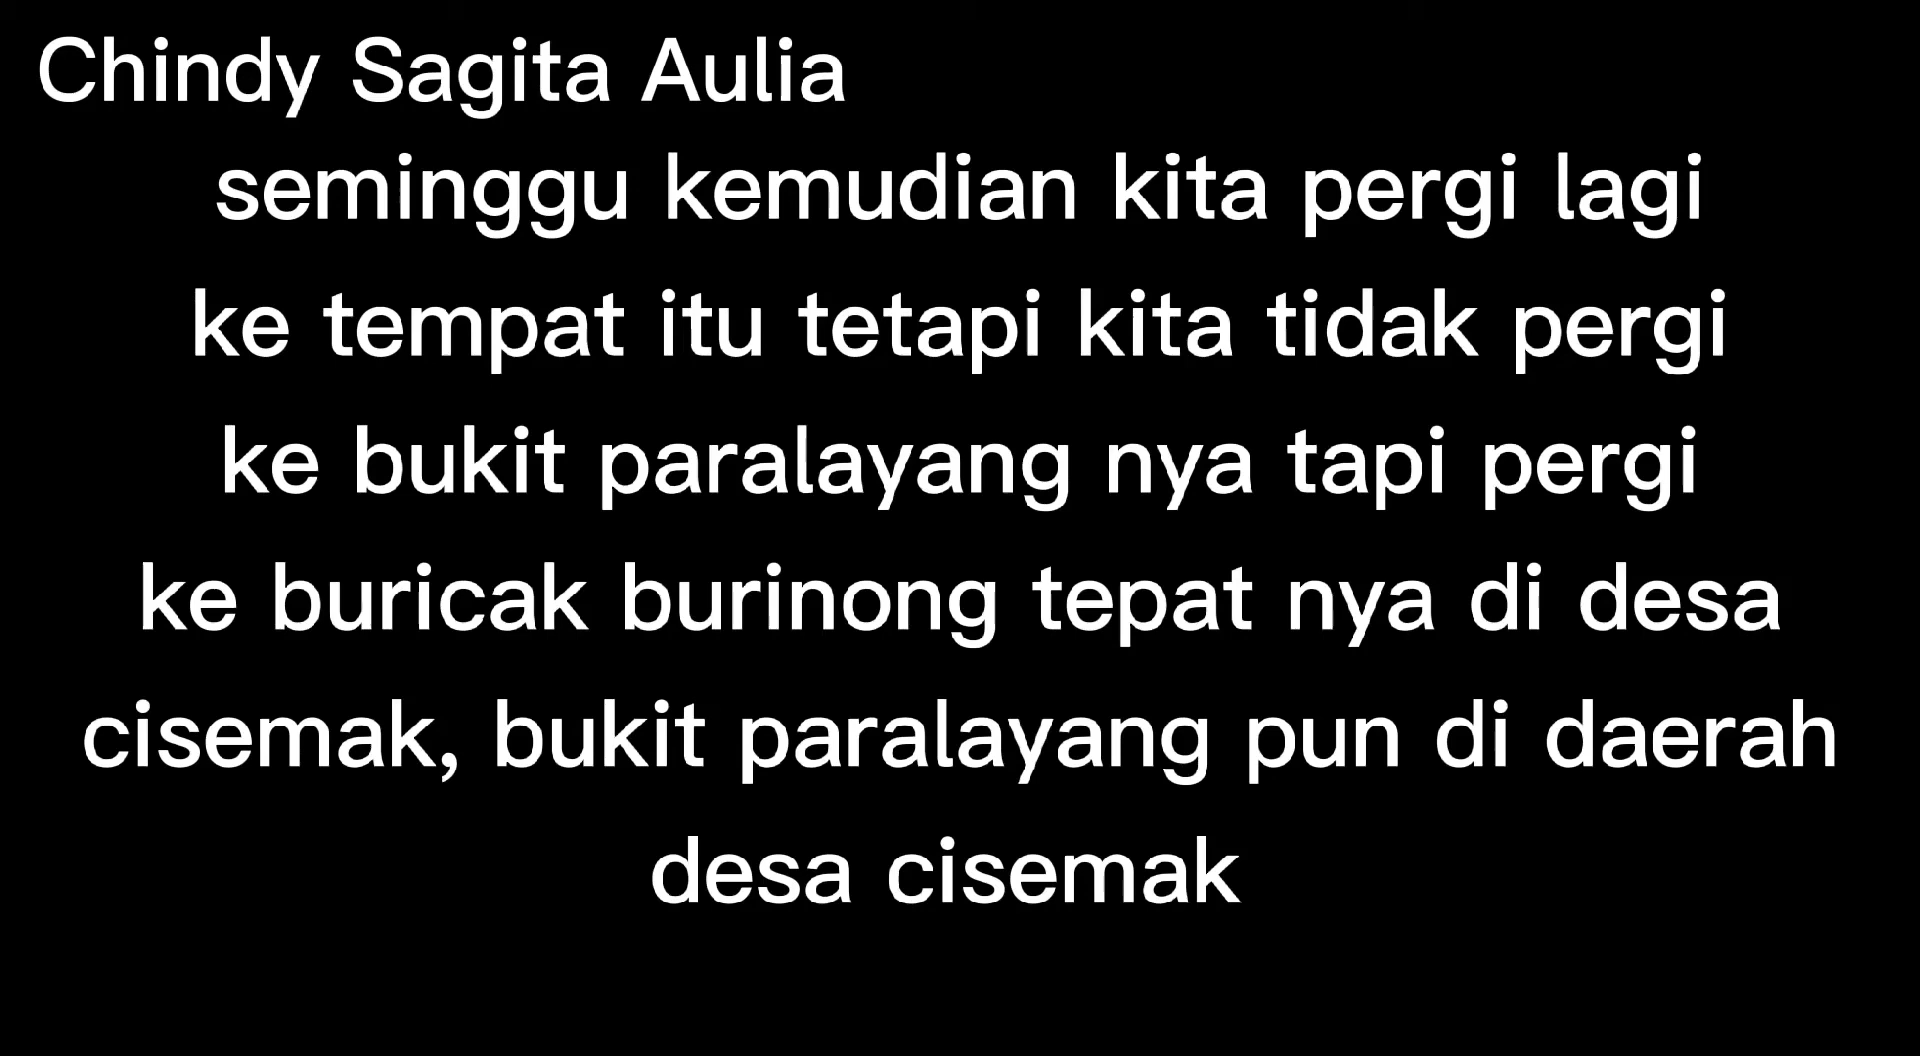 Chindy Sagita Aulia
seminggu kemudian kita pergi lagi
ke tempat itu tetapi kita tidak pergi
ke bukit paralayang nya tapi pergi
ke buricak burinong tepat nya di desa
cisemak, bukit paralayang pun di daerah
desa cisemak